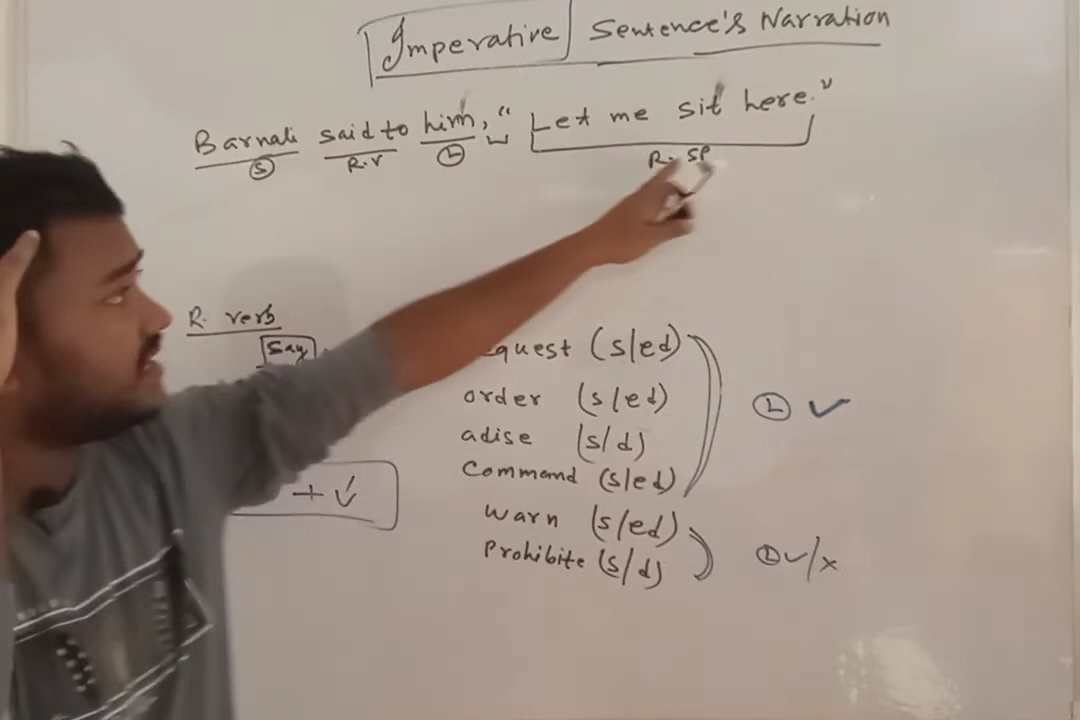 Imperative Sentence's Narration
Barnali said to him, "Let me sit here."
S R.V L R. SP
R. verb
Say
request (s/ed)
order (s/ed)
adise (s/d)
Command (s/ed)
L ✓
+ V
warn (s/ed)
Prohibite (s/d)
L ✓/x